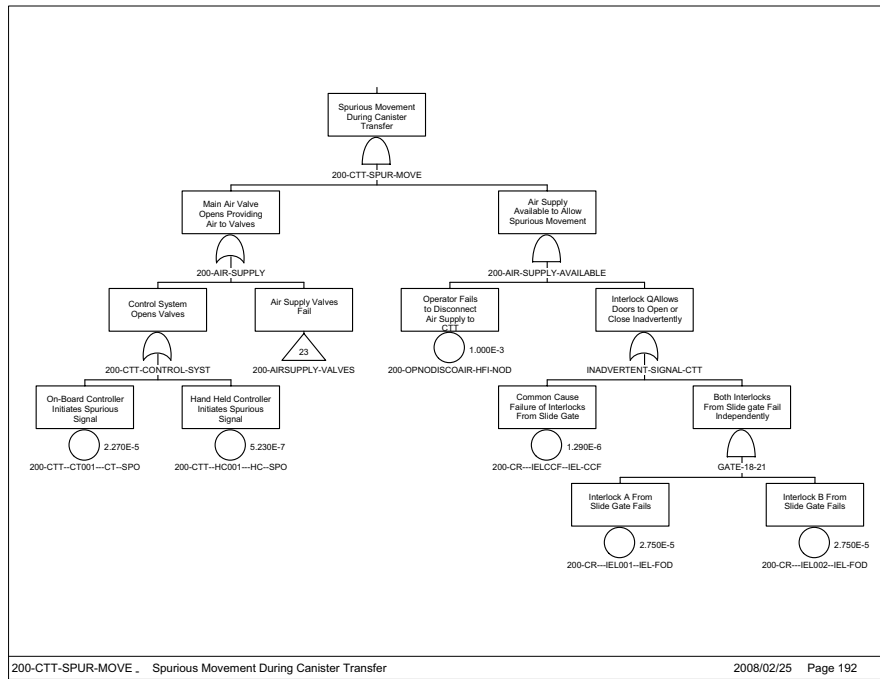 Spurious Movement
During Canister
Transfer
200-CTT-SPUR-MOVE
Main Air Valve
Opens Providing
Air to Valves
200-AIR-SUPPLY
Air Supply
Available to Allow
Spurious Movement
200-AIR-SUPPLY-AVAILABLE
Control System
Opens Valves
200-CTT-CONTROL-SYST
Air Supply Valves
Fail
23
200-AIRSUPPLY-VALVES
Operator Fails
to Disconnect
Air Supply to
CTT
1.000E-3
200-OPNODISCOAIR-HFI-NOD
Interlock QAllows
Doors to Open or
Close Inadvertently
INADVERTENT-SIGNAL-CTT
On-Board Controller
Initiates Spurious
Signal
2.270E-5
200-CTT--CT001---CT--SPO
Hand Held Controller
Initiates Spurious
Signal
5.230E-7
200-CTT--HC001---HC--SPO
Common Cause
Failure of Interlocks
From Slide Gate
1.290E-6
200-CR---IELCCF--IEL-CCF
Both Interlocks
From Slide gate Fail
Independently
GATE-18-21
Interlock A From
Slide Gate Fails
2.750E-5
200-CR---IEL001--IEL-FOD
Interlock B From
Slide Gate Fails
2.750E-5
200-CR---IEL002--IEL-FOD
200-CTT-SPUR-MOVE - Spurious Movement During Canister Transfer 2008/02/25 Page 192